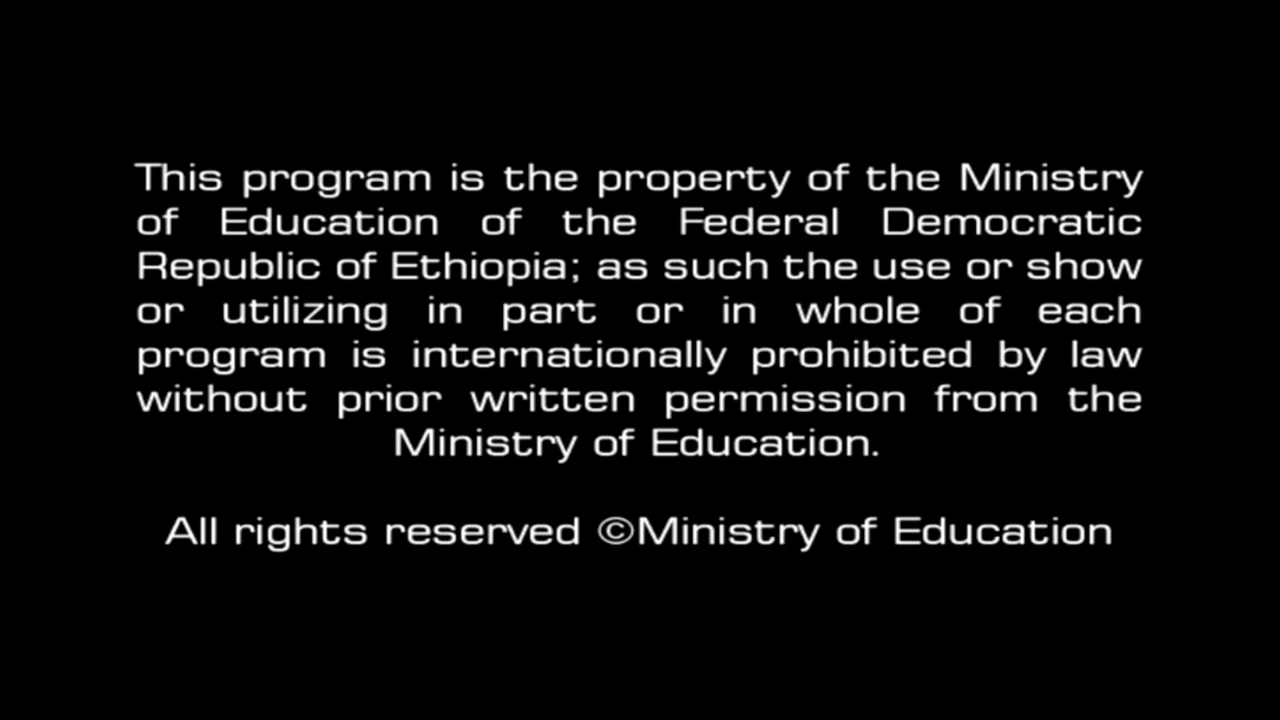 This program is the property of the Ministry
of Education of the Federal Democratic
Republic of Ethiopia; as such the use or show
or utilizing in part or in whole of each
program is internationally prohibited by law
without prior written permission from the
Ministry of Education.
All rights reserved ©Ministry of Education